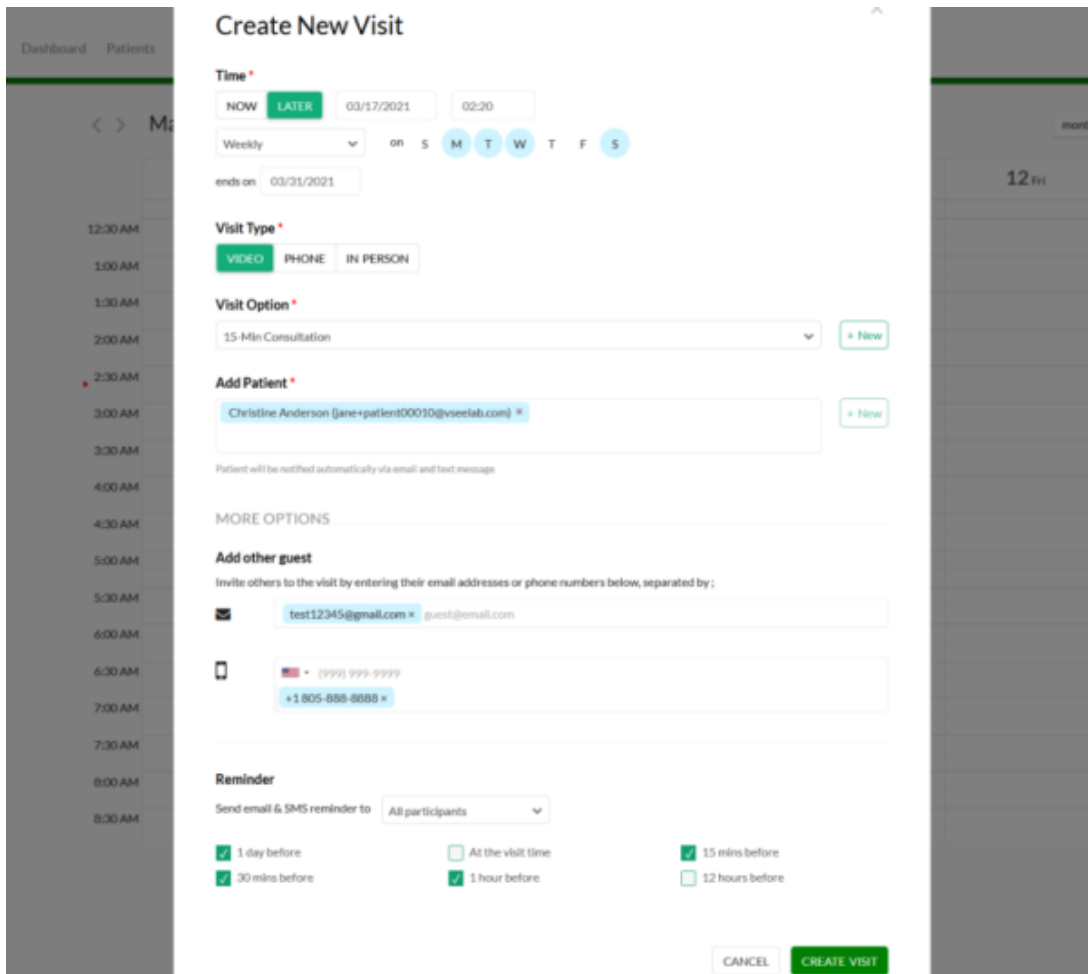 Create New Visit
Dashboard Patients
Time *
NOW LATER 03/17/2021 02:20
< > Ma
Weekly on S M T W T F S
ends on 03/31/2021
12 Fri
12:30 AM
Visit Type *
VIDEO PHONE IN PERSON
1:00 AM
1:30 AM
Visit Option *
2:00 AM
15-Min Consultation + New
2:30 AM
Add Patient *
3:00 AM
Christine Anderson (jane+patient00010@vseelab.com) × + New
3:30 AM
Patient will be notified automatically via email and text message
4:00 AM
4:30 AM
MORE OPTIONS
5:00 AM
Add other guest
Invite others to the visit by entering their email addresses or phone numbers below, separated by ;
5:30 AM
test12345@gmail.com × guest@email.com
6:00 AM
6:30 AM
(999) 999-9999
7:00 AM
+1 805-888-8888 ×
7:30 AM
8:00 AM
Reminder
8:30 AM
Send email & SMS reminder to All participants
1 day before At the visit time 15 mins before
30 mins before 1 hour before 12 hours before
CANCEL CREATE VISIT